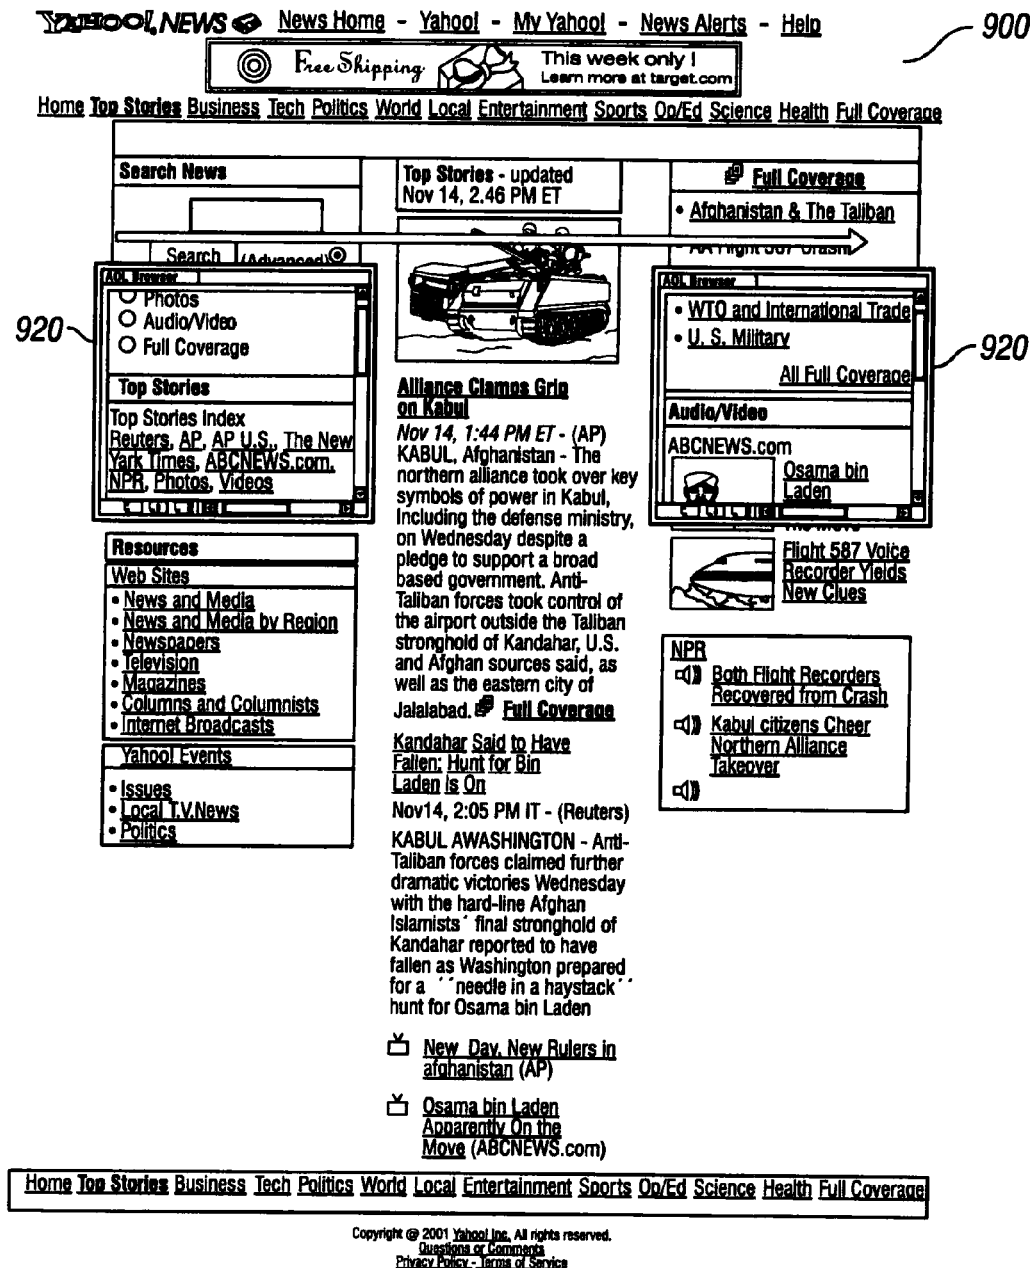 YAHOO! NEWS News Home - Yahoo! - My Yahoo! - News Alerts - Help
900
Free Shipping
This week only !
Learn more at target.com
Home Top Stories Business Tech Politics World Local Entertainment Sports Op/Ed Science Health Full Coverage
Search News
Search (Advanced)
AOL Browser
920
Photos
Audio/Video
Full Coverage
Top Stories
Top Stories Index
Reuters, AP, AP U.S., The New
Yark Times, ABCNEWS.com,
NPR, Photos, Videos
Resources
Web Sites
• News and Media
• News and Media by Region
• Newspapers
• Television
• Magazines
• Columns and Columnists
• Internet Broadcasts
Yahoo! Events
• Issues
• Local T.V.News
• Politics
Top Stories - updated
Nov 14, 2.46 PM ET
Alliance Clamps Grip
on Kabul
Nov 14, 1:44 PM ET - (AP)
KABUL, Afghanistan - The
northern alliance took over key
symbols of power in Kabul,
Including the defense ministry,
on Wednesday despite a
pledge to support a broad
based government. Anti-
Taliban forces took control of
the airport outside the Taliban
stronghold of Kandahar, U.S.
and Afghan sources said, as
well as the eastern city of
Jalalabad. Full Coverage
Kandahar Said to Have
Fallen; Hunt for Bin
Laden Is On
Nov14, 2:05 PM IT - (Reuters)
KABUL AWASHINGTON - Anti-
Taliban forces claimed further
dramatic victories Wednesday
with the hard-line Afghan
Islamists´ final stronghold of
Kandahar reported to have
fallen as Washington prepared
for a ´´needle in a haystack´´
hunt for Osama bin Laden
New Day, New Rulers in
afghanistan (AP)
Osama bin Laden
Apparently On the
Move (ABCNEWS.com)
Full Coverage
• Afghanistan & The Taliban
• AA Flight 587 Crash
AOL Browser
920
• WTO and International Trade
• U. S. Military
All Full Coverage
Audio/Video
ABCNEWS.com
Osama bin
Laden
The Move
Flight 587 Voice
Recorder Yields
New Clues
NPR
Both Flight Recorders
Recovered from Crash
Kabul citizens Cheer
Northern Alliance
Takeover
Home Top Stories Business Tech Politics World Local Entertainment Sports Op/Ed Science Health Full Coverage
Copyright @ 2001 Yahoo! Inc, All rights reserved.
Questions or Comments
Privacy Policy - Terms of Service